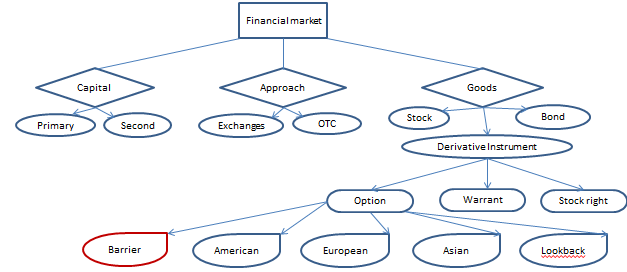 Financial market
Capital
Approach
Goods
Primary
Second
Exchanges
OTC
Stock
Bond
Derivative Instrument
Option
Warrant
Stock right
Barrier
American
European
Asian
Lookback